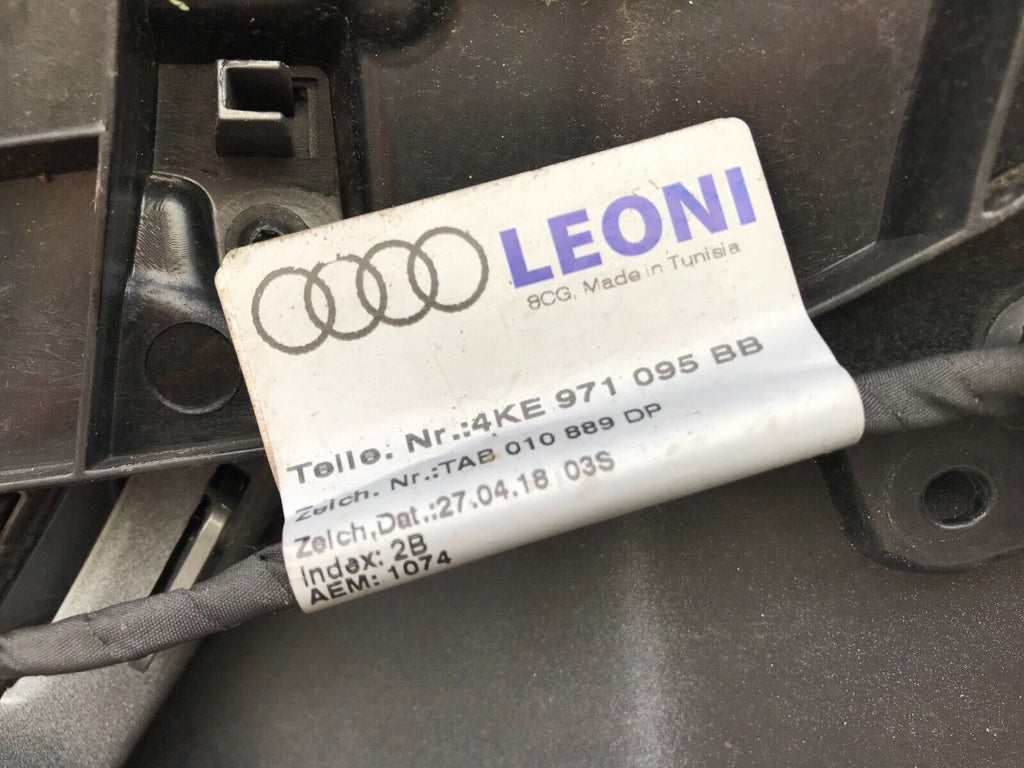 LEONI
8CG, Made in Tunisia
Teile. Nr.:4KE 971 095 BB
Zeich. Nr.:TAB 010 889 DP
Zeich,Dat.:27.04.18 03S
Index: 2B
AEM: 1074